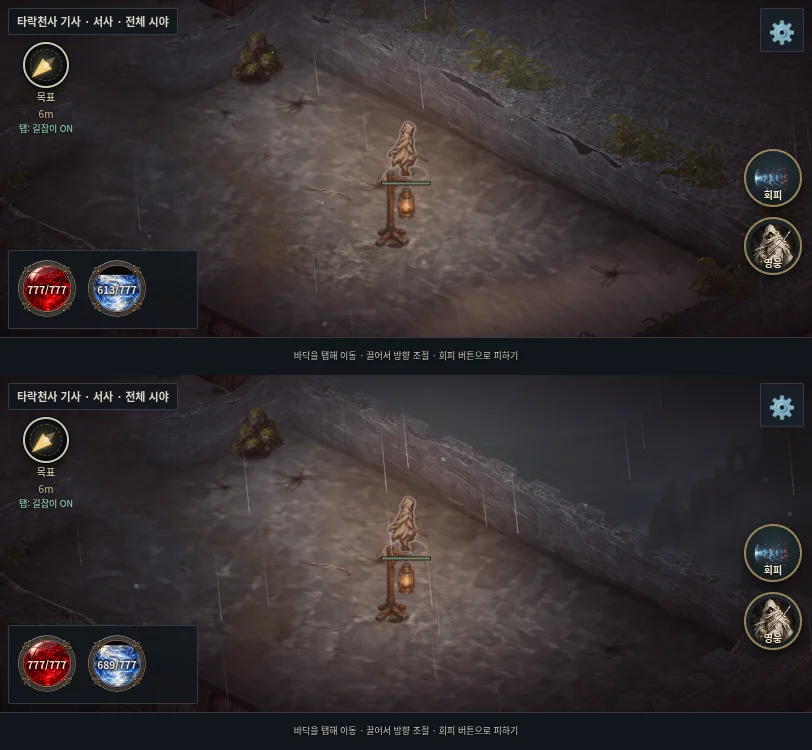 타락천사 기사 · 서사 · 전체 시야
목표
6m
탭: 길잡이 ON
회피
영웅
777/777
613/777
바닥을 탭해 이동 · 끌어서 방향 조절 · 회피 버튼으로 피하기
타락천사 기사 · 서사 · 전체 시야
목표
6m
탭: 길잡이 ON
회피
영웅
777/777
689/777
바닥을 탭해 이동 · 끌어서 방향 조절 · 회피 버튼으로 피하기